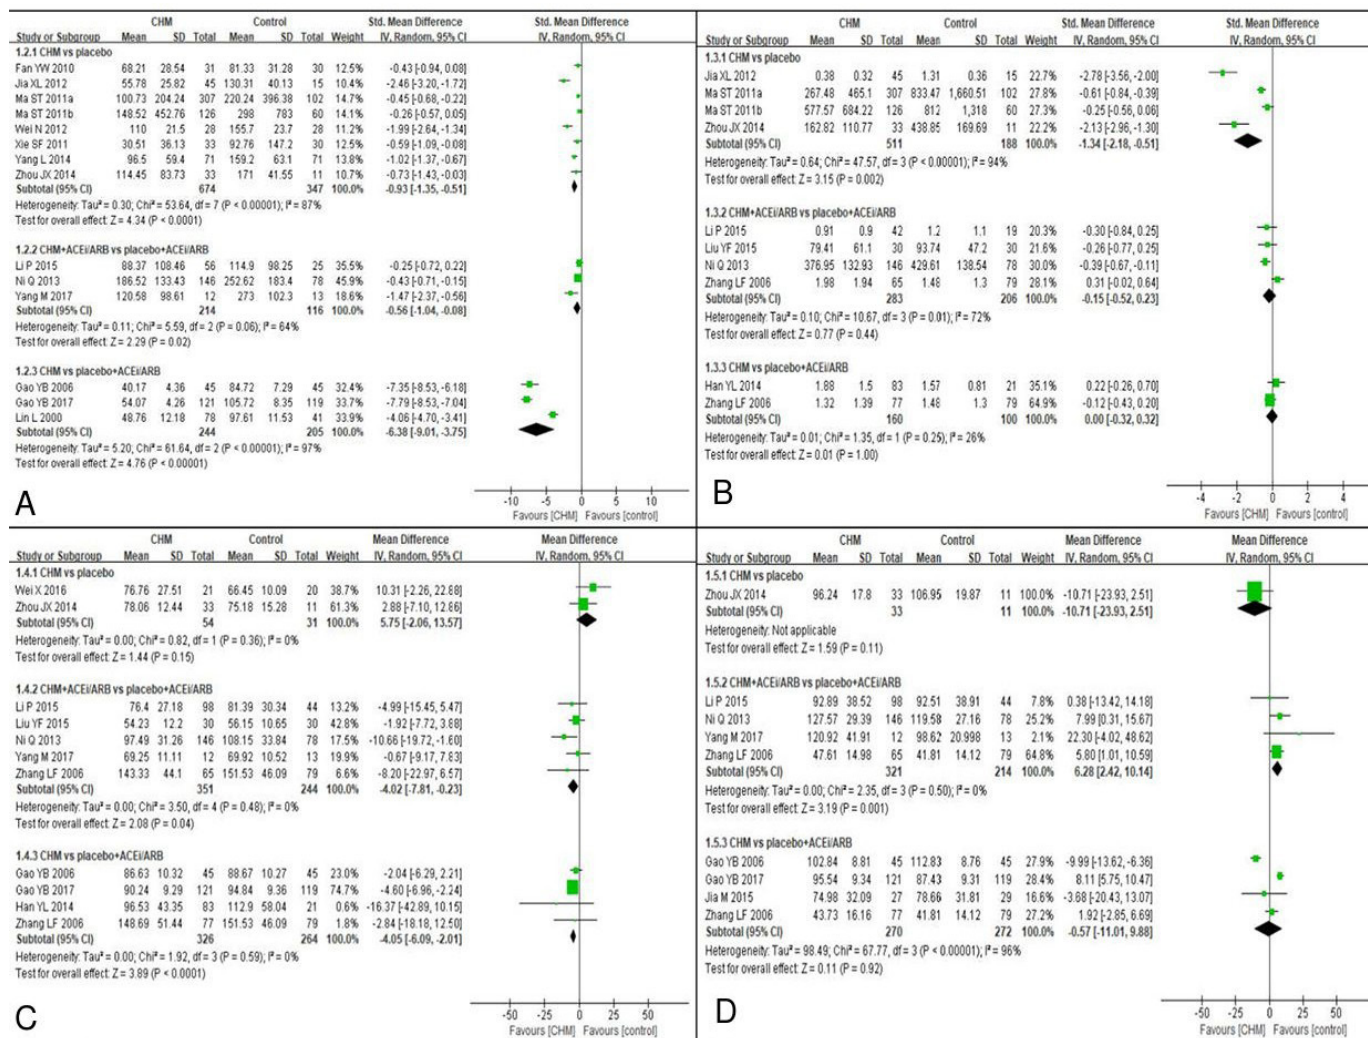 CHM Control Std. Mean Difference Std. Mean Difference
Study or Subgroup Mean SD Total Mean SD Total Weight IV, Random, 95% CI IV, Random, 95% CI
1.2.1 CHM vs placebo
Fan YW 2010 68.21 28.54 31 81.33 31.28 30 12.5% -0.43 [-0.94, 0.08]
Jia XL 2012 55.78 25.82 45 130.31 40.13 15 10.4% -2.46 [-3.20, -1.72]
Ma ST 2011a 100.73 204.24 307 220.24 396.38 102 14.7% -0.45 [-0.68, -0.22]
Ma ST 2011b 148.52 452.76 126 298 783 60 13.9% -0.26 [-0.57, 0.05]
Wei N 2012 110 21.5 28 155.7 23.7 28 11.2% -1.99 [-2.64, -1.34]
Xie SF 2011 30.51 36.13 33 92.76 147.2 30 12.5% -0.59 [-1.09, -0.08]
Yang L 2014 96.5 59.4 71 159.2 63.1 71 13.8% -1.02 [-1.37, -0.67]
Zhou JX 2014 114.45 83.73 33 171 41.55 11 10.9% -0.73 [-1.43, -0.03]
Subtotal (95% CI) 674 347 100.0% -0.93 [-1.35, -0.51]
Heterogeneity: Tau² = 0.30; Chi² = 53.64, df = 7 (P < 0.00001); I² = 87%
Test for overall effect: Z = 4.34 (P < 0.0001)
1.2.2 CHM+ACEi/ARB vs placebo+ACEi/ARB
Li P 2015 88.37 108.46 56 114.9 98.25 25 35.5% -0.25 [-0.72, 0.22]
Ni Q 2013 186.52 133.43 146 252.62 183.4 78 45.9% -0.43 [-0.71, -0.15]
Yang M 2017 120.58 98.61 12 273 102.3 13 18.6% -1.47 [-2.37, -0.56]
Subtotal (95% CI) 214 116 100.0% -0.56 [-1.04, -0.08]
Heterogeneity: Tau² = 0.11; Chi² = 5.59, df = 2 (P = 0.06); I² = 64%
Test for overall effect: Z = 2.29 (P = 0.02)
1.2.3 CHM vs placebo+ACEi/ARB
Gao YB 2006 40.17 4.36 45 84.72 7.29 45 32.4% -7.35 [-8.53, -6.18]
Gao YB 2017 54.07 4.26 121 105.72 8.35 119 33.8% -7.79 [-8.53, -7.04]
Lin L 2000 48.76 12.18 78 97.61 11.53 41 33.9% -4.06 [-4.70, -3.41]
Subtotal (95% CI) 244 205 100.0% -6.38 [-9.01, -3.75]
Heterogeneity: Tau² = 5.20; Chi² = 61.64, df = 2 (P < 0.00001); I² = 97%
Test for overall effect: Z = 4.76 (P < 0.00001)
-10 -5 0 5 10
Favours [CHM] Favours [control]
A
CHM Control Std. Mean Difference Std. Mean Difference
Study or Subgroup Mean SD Total Mean SD Total Weight IV, Random, 95% CI IV, Random, 95% CI
1.3.1 CHM vs placebo
Jia XL 2012 0.38 0.32 45 1.31 0.36 15 22.7% -2.78 [-3.56, -2.00]
Ma ST 2011a 267.48 465.1 307 833.47 1,660.51 102 27.8% -0.61 [-0.84, -0.39]
Ma ST 2011b 577.57 684.22 126 812 1,318 60 27.3% -0.25 [-0.56, 0.06]
Zhou JX 2014 162.82 110.77 33 438.85 169.69 11 22.2% -2.13 [-2.96, -1.30]
Subtotal (95% CI) 511 188 100.0% -1.34 [-2.18, -0.51]
Heterogeneity: Tau² = 0.64; Chi² = 47.57, df = 3 (P < 0.00001); I² = 94%
Test for overall effect: Z = 3.15 (P = 0.002)
1.3.2 CHM+ACEi/ARB vs placebo+ACEi/ARB
Li P 2015 0.91 0.9 42 1.2 1.1 19 20.3% -0.30 [-0.84, 0.25]
Liu YF 2015 79.41 61.1 30 93.74 47.2 30 21.6% -0.26 [-0.77, 0.25]
Ni Q 2013 376.95 132.93 146 429.61 138.54 78 30.0% -0.39 [-0.67, -0.11]
Zhang LF 2006 1.98 1.94 65 1.48 1.3 79 28.1% 0.31 [-0.02, 0.64]
Subtotal (95% CI) 283 206 100.0% -0.15 [-0.52, 0.23]
Heterogeneity: Tau² = 0.10; Chi² = 10.67, df = 3 (P = 0.01); I² = 72%
Test for overall effect: Z = 0.77 (P = 0.44)
1.3.3 CHM vs placebo+ACEi/ARB
Han YL 2014 1.88 1.5 83 1.57 0.81 21 35.1% 0.22 [-0.26, 0.70]
Zhang LF 2006 1.32 1.39 77 1.48 1.3 79 64.9% -0.12 [-0.43, 0.20]
Subtotal (95% CI) 160 100 100.0% 0.00 [-0.32, 0.32]
Heterogeneity: Tau² = 0.01; Chi² = 1.35, df = 1 (P = 0.25); I² = 26%
Test for overall effect: Z = 0.01 (P = 1.00)
-4 -2 0 2 4
Favours [CHM] Favours [control]
B
CHM Control Mean Difference Mean Difference
Study or Subgroup Mean SD Total Mean SD Total Weight IV, Random, 95% CI IV, Random, 95% CI
1.4.1 CHM vs placebo
Wei X 2016 76.76 27.51 21 66.45 10.09 20 38.7% 10.31 [-2.26, 22.88]
Zhou JX 2014 78.06 12.44 33 75.18 15.28 11 61.3% 2.88 [-7.10, 12.86]
Subtotal (95% CI) 54 31 100.0% 5.75 [-2.06, 13.57]
Heterogeneity: Tau² = 0.00; Chi² = 0.82, df = 1 (P = 0.36); I² = 0%
Test for overall effect: Z = 1.44 (P = 0.15)
1.4.2 CHM+ACEi/ARB vs placebo+ACEi/ARB
Li P 2015 76.4 27.18 98 81.39 30.34 44 13.2% -4.99 [-15.45, 5.47]
Liu YF 2015 54.23 12.2 30 56.15 10.65 30 42.8% -1.92 [-7.72, 3.88]
Ni Q 2013 97.49 31.26 146 108.15 33.84 78 17.5% -10.66 [-19.72, -1.60]
Yang M 2017 69.25 11.11 12 69.92 10.52 13 19.9% -0.67 [-9.17, 7.83]
Zhang LF 2006 143.33 44.1 65 151.53 46.09 79 6.6% -8.20 [-22.97, 6.57]
Subtotal (95% CI) 351 244 100.0% -4.02 [-7.81, -0.23]
Heterogeneity: Tau² = 0.00; Chi² = 3.50, df = 4 (P = 0.48); I² = 0%
Test for overall effect: Z = 2.08 (P = 0.04)
1.4.3 CHM vs placebo+ACEi/ARB
Gao YB 2006 86.63 10.32 45 88.67 10.27 45 23.0% -2.04 [-6.29, 2.21]
Gao YB 2017 90.24 9.29 121 94.84 9.36 119 74.7% -4.60 [-6.96, -2.24]
Han YL 2014 96.53 43.35 83 112.9 58.04 21 0.6% -16.37 [-42.89, 10.15]
Zhang LF 2006 148.69 51.44 77 151.53 46.09 79 1.8% -2.84 [-18.18, 12.50]
Subtotal (95% CI) 326 264 100.0% -4.05 [-6.09, -2.01]
Heterogeneity: Tau² = 0.00; Chi² = 1.92, df = 3 (P = 0.59); I² = 0%
Test for overall effect: Z = 3.89 (P < 0.0001)
-50 -25 0 25 50
Favours [CHM] Favours [control]
C
CHM Control Mean Difference Mean Difference
Study or Subgroup Mean SD Total Mean SD Total Weight IV, Random, 95% CI IV, Random, 95% CI
1.5.1 CHM vs placebo
Zhou JX 2014 96.24 17.8 33 106.95 19.87 11 100.0% -10.71 [-23.93, 2.51]
Subtotal (95% CI) 33 11 100.0% -10.71 [-23.93, 2.51]
Heterogeneity: Not applicable
Test for overall effect: Z = 1.59 (P = 0.11)
1.5.2 CHM+ACEi/ARB vs placebo+ACEi/ARB
Li P 2015 92.89 38.52 98 92.51 38.91 44 7.8% 0.38 [-13.42, 14.18]
Ni Q 2013 127.57 29.39 146 119.58 27.16 78 25.2% 7.99 [0.31, 15.67]
Yang M 2017 120.92 41.91 12 98.62 20.998 13 2.1% 22.30 [-4.02, 48.62]
Zhang LF 2006 47.61 14.98 65 41.81 14.12 79 64.8% 5.80 [1.01, 10.59]
Subtotal (95% CI) 321 214 100.0% 6.28 [2.42, 10.14]
Heterogeneity: Tau² = 0.00; Chi² = 2.35, df = 3 (P = 0.50); I² = 0%
Test for overall effect: Z = 3.19 (P = 0.001)
1.5.3 CHM vs placebo+ACEi/ARB
Gao YB 2006 102.84 8.81 45 112.83 8.76 45 27.9% -9.99 [-13.62, -6.36]
Gao YB 2017 95.54 9.34 121 87.43 9.31 119 28.4% 8.11 [5.75, 10.47]
Jia M 2015 74.98 32.09 27 78.66 31.81 29 16.5% -3.68 [-20.43, 13.07]
Zhang LF 2006 43.73 16.16 77 41.81 14.12 79 27.2% 1.92 [-2.85, 6.69]
Subtotal (95% CI) 270 272 100.0% -0.57 [-11.01, 9.88]
Heterogeneity: Tau² = 98.49; Chi² = 67.77, df = 3 (P < 0.00001); I² = 96%
Test for overall effect: Z = 0.11 (P = 0.92)
-50 -25 0 25 50
Favours [CHM] Favours [control]
D